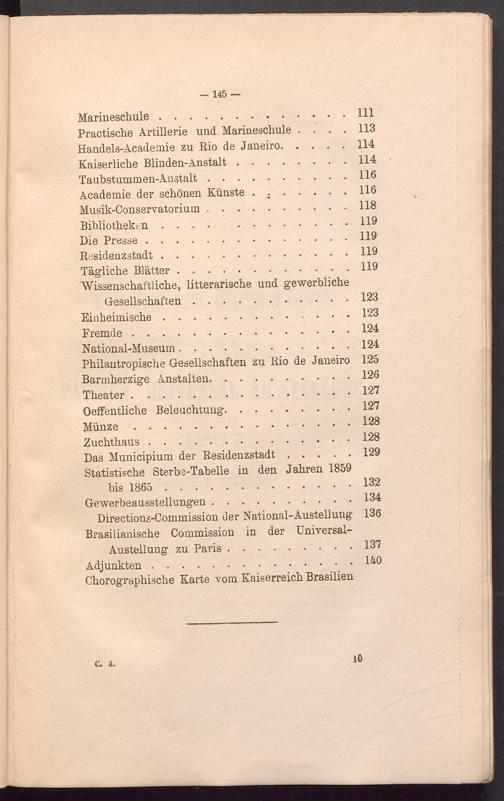 — 145 —
Marineschule . . . . . . . . . . . . . 111
Practische Artillerie und Marineschule . . . . 113
Handels-Academie zu Rio de Janeiro. . . . . 114
Kaiserliche Blinden-Anstalt . . . . . . . . 114
Taubstummen-Anstalt . . . . . . . . . . 116
Academie der schönen Künste . . . . . . . 116
Musik-Conservatorium . . . . . . . . . . 118
Bibliotheken . . . . . . . . . . . . . 119
Die Presse . . . . . . . . . . . . . . 119
Residenzstadt . . . . . . . . . . . . . 119
Tägliche Blätter . . . . . . . . . . . . 119
Wissenschaftliche, litterarische und gewerbliche
Gesellschaften . . . . . . . . . . . 123
Einheimische . . . . . . . . . . . . . 123
Fremde . . . . . . . . . . . . . . . 124
National-Museum . . . . . . . . . . . . 124
Philantropische Gesellschaften zu Rio de Janeiro 125
Barmherzige Anstalten. . . . . . . . . . 126
Theater . . . . . . . . . . . . . . . 127
Oeffentliche Beleuchtung. . . . . . . . . 127
Münze . . . . . . . . . . . . . . . 128
Zuchthaus . . . . . . . . . . . . . . 128
Das Municipium der Residenzstadt . . . . . 129
Statistische Sterbe-Tabelle in den Jahren 1859
bis 1865 . . . . . . . . . . . . . 132
Gewerbeausstellungen . . . . . . . . . . 134
Directions-Commission der National-Austellung 136
Brasilianische Commission in der Universal-
Austellung zu Paris . . . . . . . . . 137
Adjunkten . . . . . . . . . . . . . . 140
Chorographische Karte vom Kaiserreich Brasilien
C. A. 10